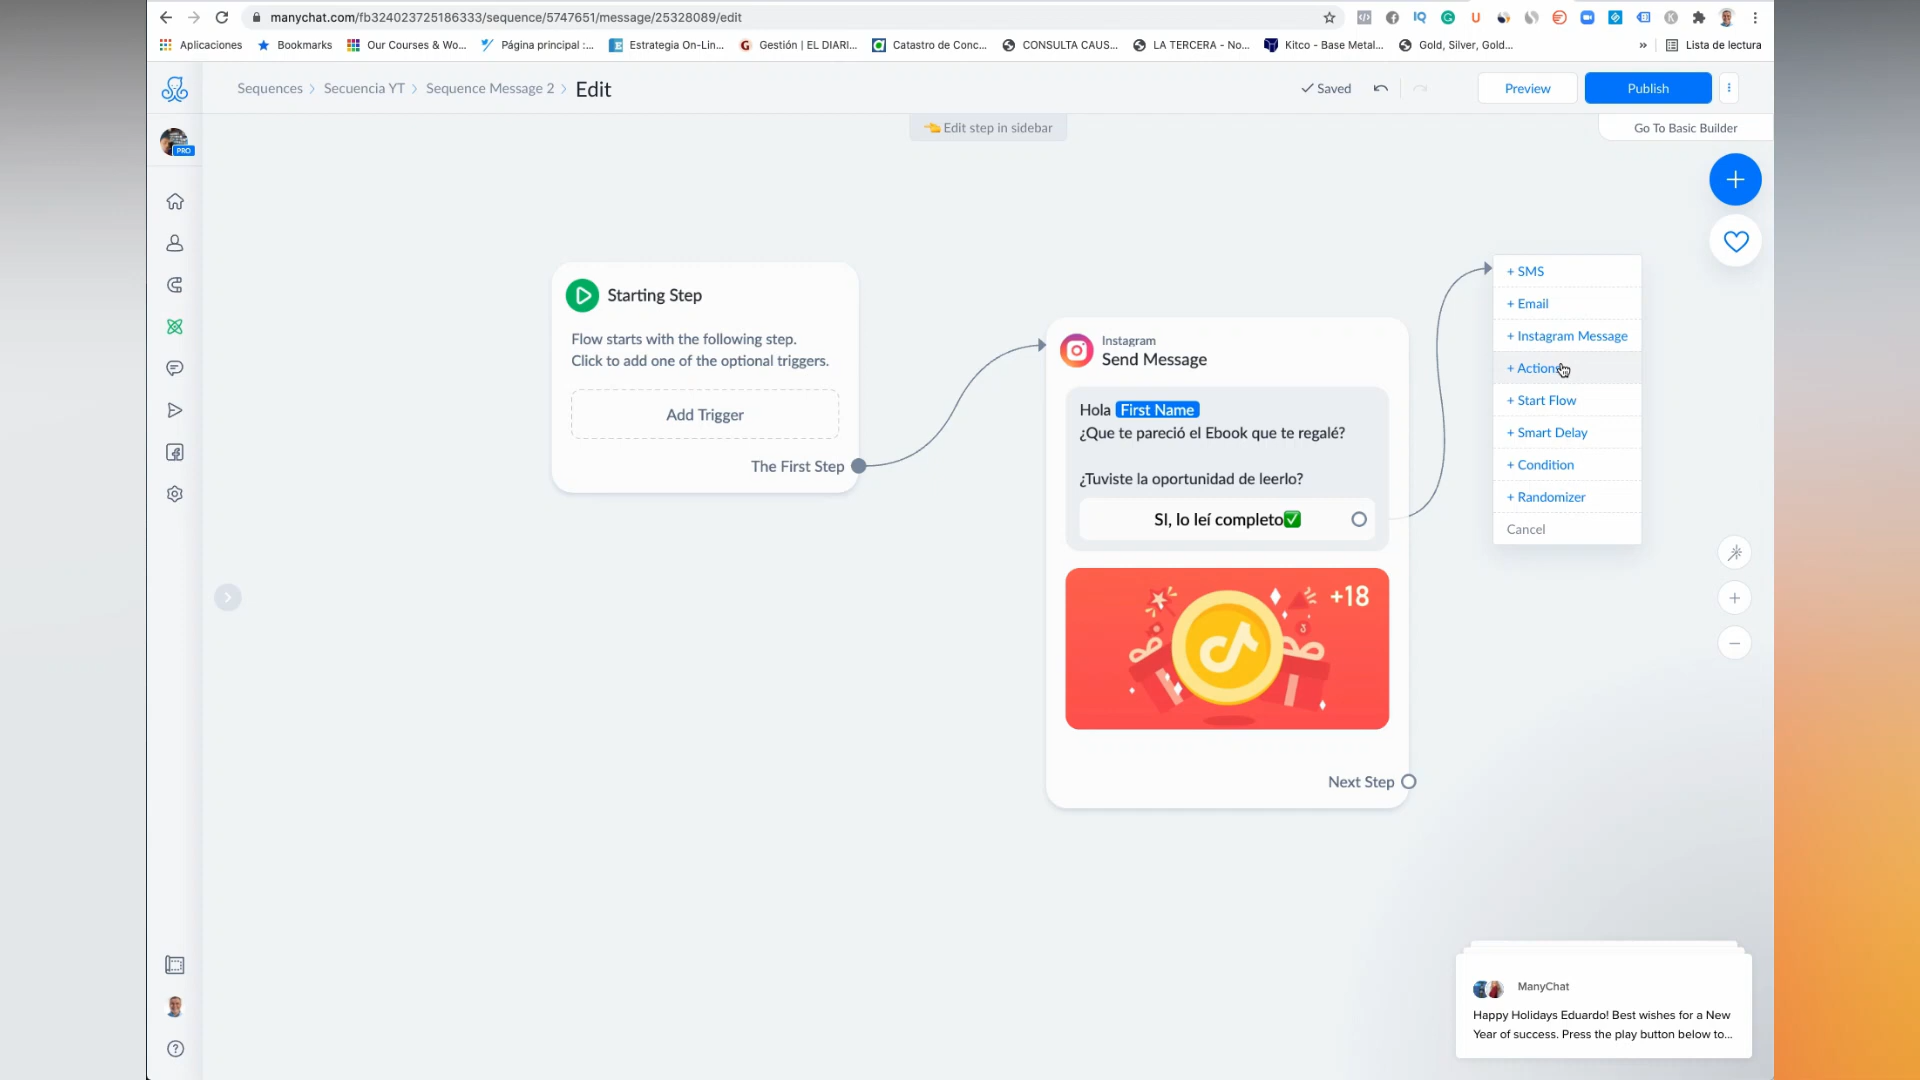 manychat.com/fb324023725186333/sequence/5747651/message/25328089/edit
Aplicaciones
Bookmarks
Our Courses & Wo...
Página principal :...
Estrategia On-Lin...
Gestión | EL DIARI...
Catastro de Conc...
CONSULTA CAUS...
LA TERCERA - No...
Kitco - Base Metal...
Gold, Silver, Gold...
»
Lista de lectura
Sequences > Secuencia YT > Sequence Message 2 > Edit
Saved
Preview
Publish
Edit step in sidebar
Go To Basic Builder
PRO
Starting Step
Flow starts with the following step.
Click to add one of the optional triggers.
Add Trigger
The First Step
Instagram
Send Message
Hola First Name
¿Que te pareció el Ebook que te regalé?
¿Tuviste la oportunidad de leerlo?
SI, lo leí completo✅
+18
Next Step
+ SMS
+ Email
+ Instagram Message
+ Actions
+ Start Flow
+ Smart Delay
+ Condition
+ Randomizer
Cancel
ManyChat
Happy Holidays Eduardo! Best wishes for a New
Year of success. Press the play button below to...